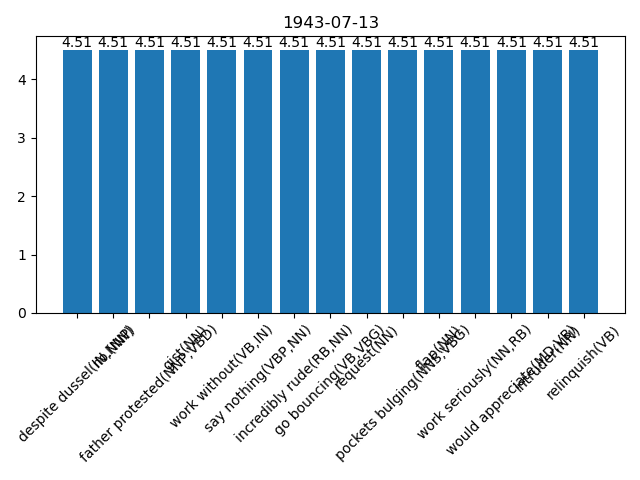 1943-07-13
4.51 4.51 4.51 4.51 4.51 4.51 4.51 4.51 4.51 4.51 4.51 4.51 4.51 4.51 4.51
4
3
2
1
0
despite dussel(IN,NNP)
father protested(NNP,VBD)
gist(NN)
work without(VB,IN)
say nothing(VBP,NN)
incredibly rude(RB,NN)
go bouncing(VB,VBG)
request(NN)
pockets bulging(NNS,VBG)
flap(NN)
work seriously(NN,RB)
would appreciate(MD,VB)
intruder(NN)
relinquish(VB)